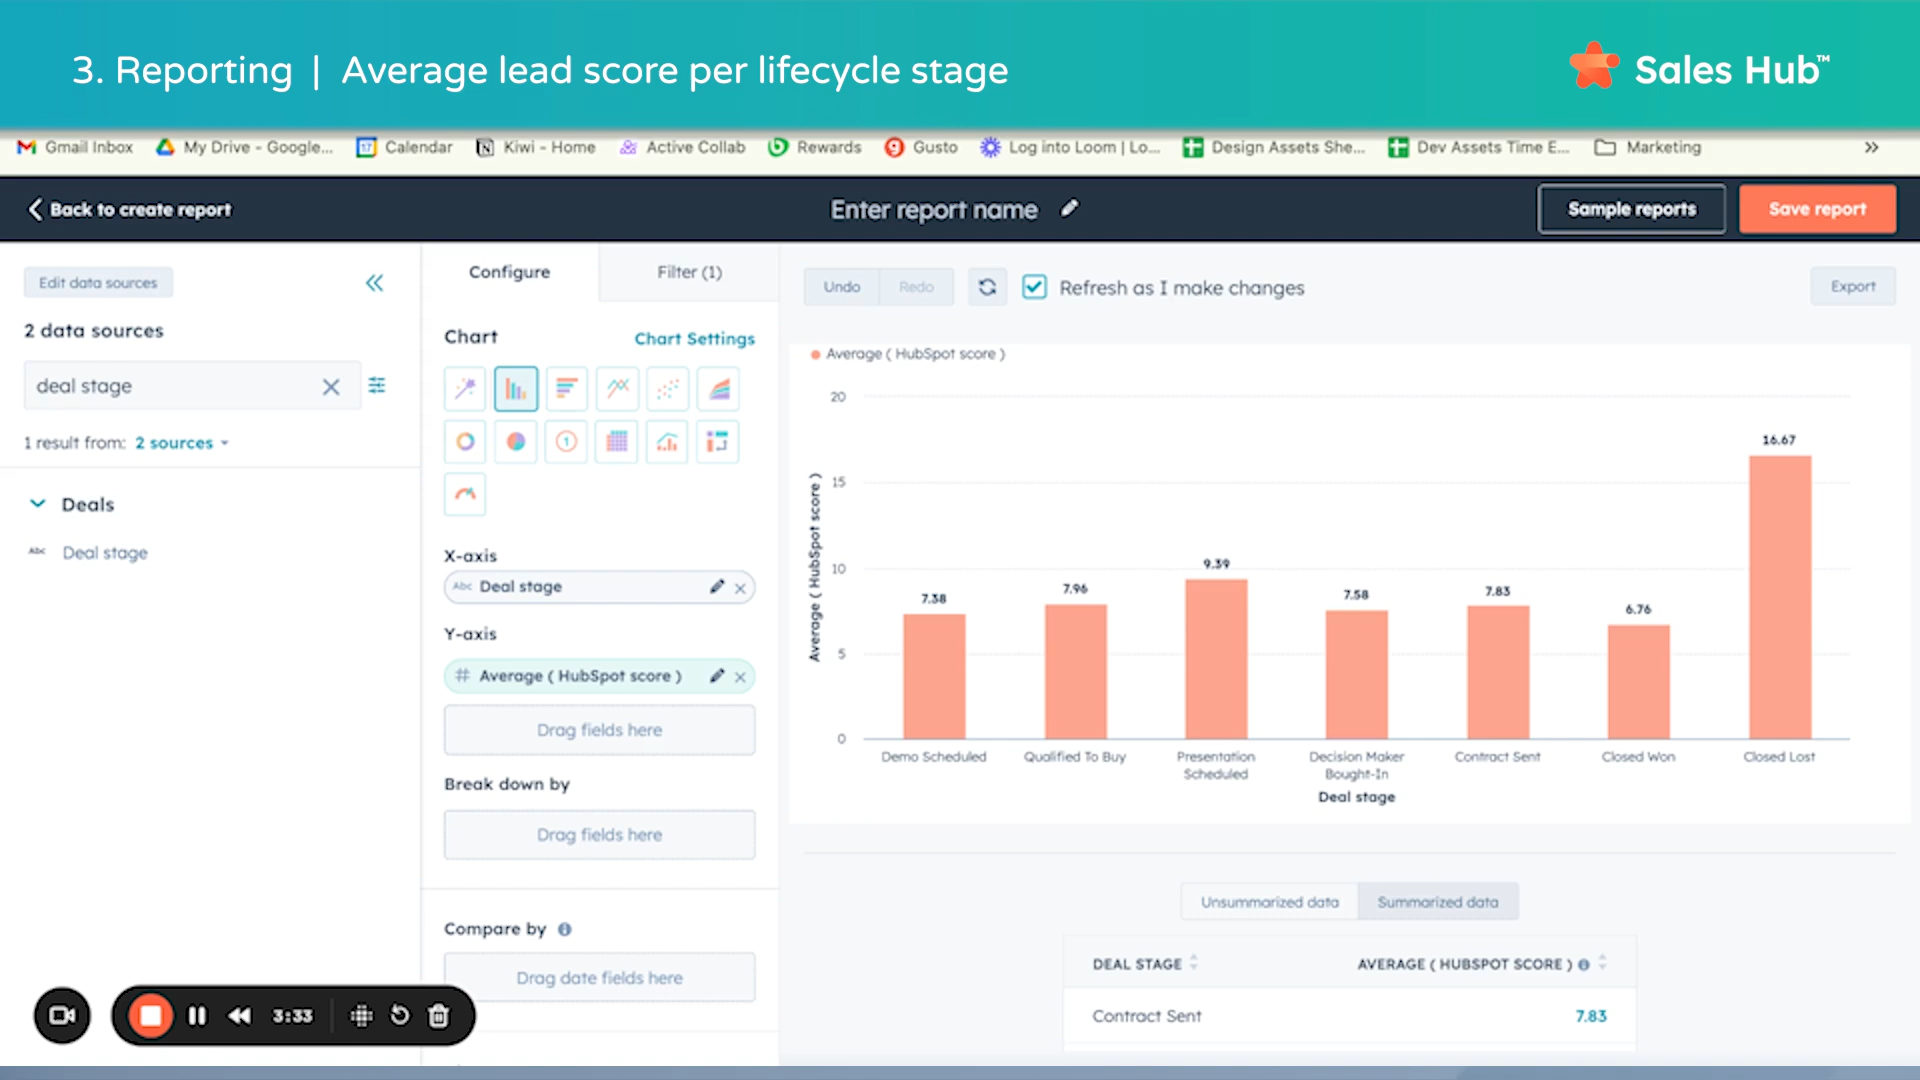 3. Reporting | Average lead score per lifecycle stage
Sales Hub™
Gmail Inbox
My Drive - Google...
Calendar
Kiwi - Home
Active Collab
Rewards
Gusto
Log into Loom | Lo...
Design Assets She...
Dev Assets Time E...
Marketing
Back to create report
Enter report name
Sample reports
Save report
Edit data sources
2 data sources
deal stage
1 result from: 2 sources
Deals
Abc Deal stage
Configure
Filter (1)
Chart
Chart Settings
X-axis
Abc Deal stage
Y-axis
# Average ( HubSpot score )
Drag fields here
Break down by
Drag fields here
Compare by
Drag date fields here
Undo
Redo
Refresh as I make changes
Export
Average ( HubSpot score )
Average ( HubSpot score )
20
15
10
5
0
7.38
7.96
9.39
7.58
7.83
6.76
16.67
Demo Scheduled
Qualified To Buy
Presentation
Scheduled
Decision Maker
Bought-In
Contract Sent
Closed Won
Closed Lost
Deal stage
Unsummarized data
Summarized data
DEAL STAGE
AVERAGE ( HUBSPOT SCORE )
Contract Sent
7.83
3:33